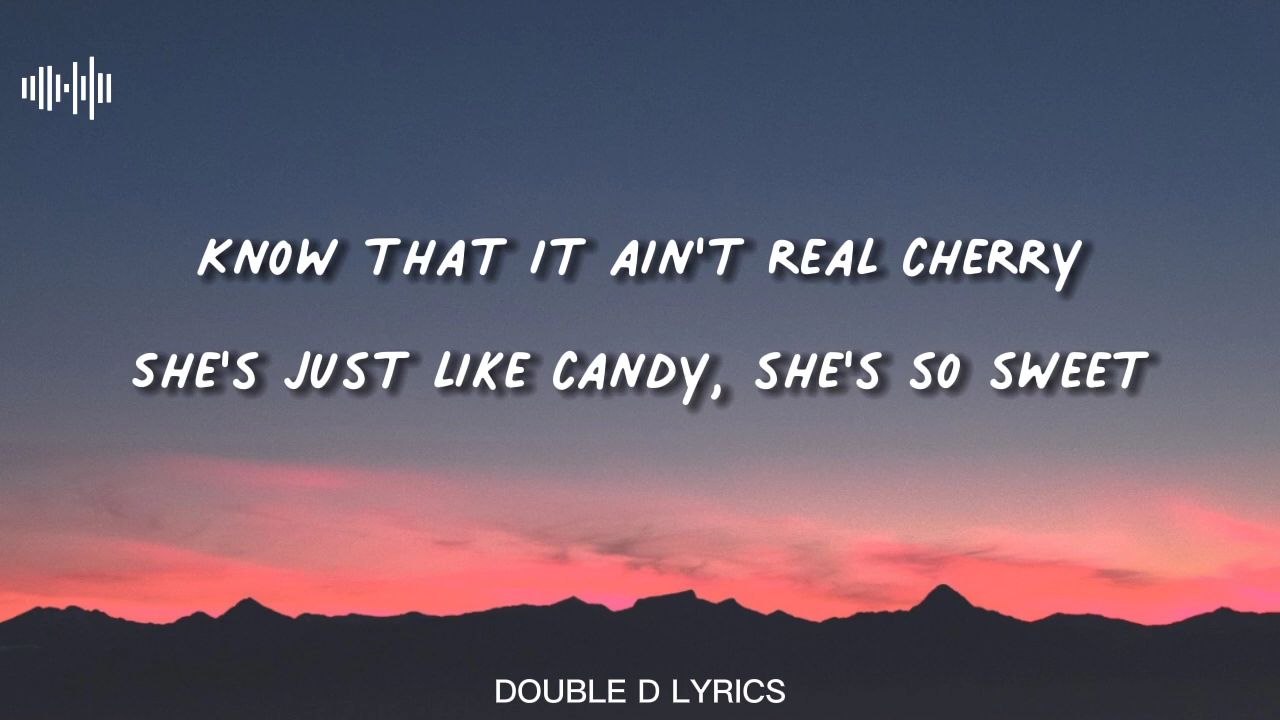 KNOW THAT IT AIN'T REAL CHERRY
SHE'S JUST LIKE CANDY, SHE'S SO SWEET
DOUBLE D LYRICS